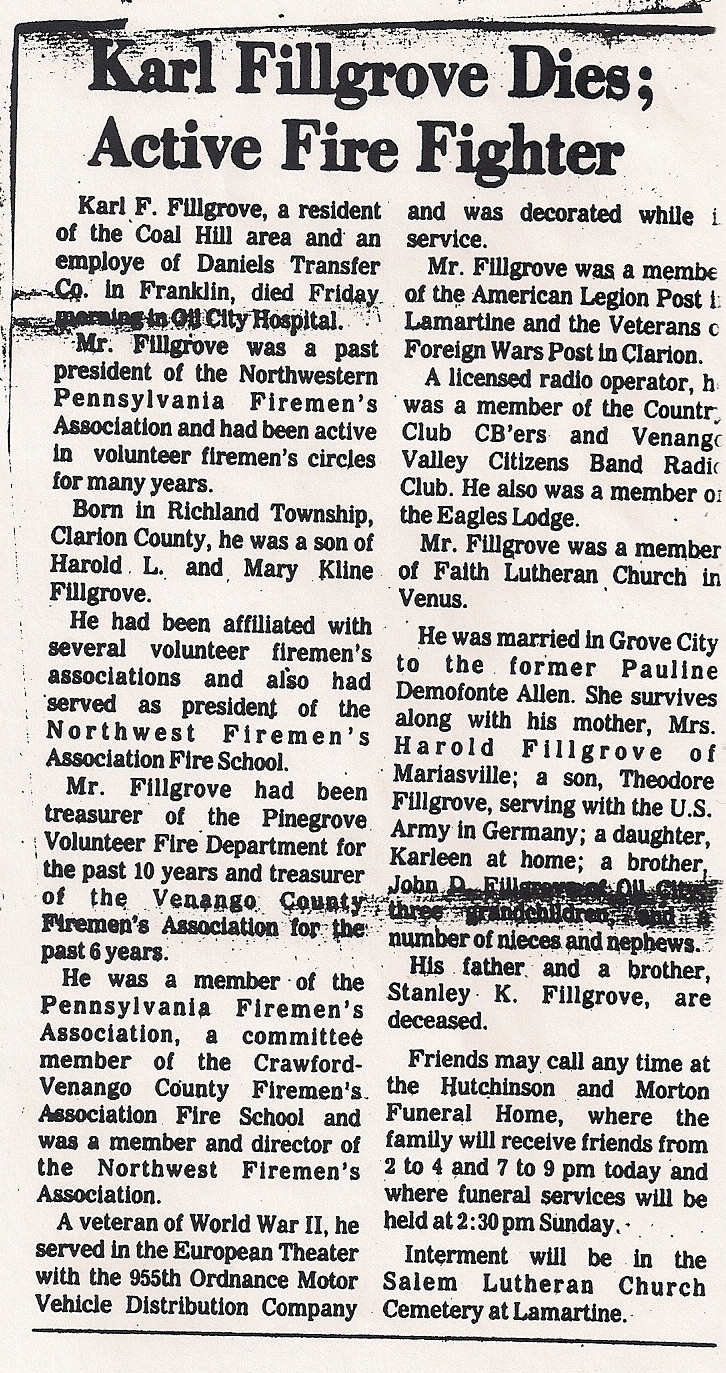 Karl Fillgrove Dies;
Active Fire Fighter
Karl F. Fillgrove, a resident
of the Coal Hill area and an
employe of Daniels Transfer
Co. in Franklin, died Friday
morning in Oil City Hospital.
Mr. Fillgrove was a past
president of the Northwestern
Pennsylvania Firemen's
Association and had been active
in volunteer firemen's circles
for many years.
Born in Richland Township,
Clarion County, he was a son of
Harold L. and Mary Kline
Fillgrove.
He had been affiliated with
several volunteer firemen's
associations and also had
served as president of the
Northwest Firemen's
Association Fire School.
Mr. Fillgrove had been
treasurer of the Pinegrove
Volunteer Fire Department for
the past 10 years and treasurer
of the Venango County
Firemen's Association for the
past 6 years.
He was a member of the
Pennsylvania Firemen's
Association, a committee
member of the Crawford-
Venango County Firemen's
Association Fire School and
was a member and director of
the Northwest Firemen's
Association.
A veteran of World War II, he
served in the European Theater
with the 955th Ordnance Motor
Vehicle Distribution Company
and was decorated while i
service.
Mr. Fillgrove was a membe
of the American Legion Post i
Lamartine and the Veterans o
Foreign Wars Post in Clarion.
A licensed radio operator, h
was a member of the Country
Club CB'ers and Venango
Valley Citizens Band Radio
Club. He also was a member of
the Eagles Lodge.
Mr. Fillgrove was a member
of Faith Lutheran Church in
Venus.
He was married in Grove City
to the former Pauline
Demofonte Allen. She survives
along with his mother, Mrs.
Harold Fillgrove of
Mariasville; a son, Theodore
Fillgrove, serving with the U.S.
Army in Germany; a daughter,
Karleen at home; a brother,
John D. Fillgrove of Oil City;
three grandchildren, and a
number of nieces and nephews.
His father and a brother,
Stanley K. Fillgrove, are
deceased.
Friends may call any time at
the Hutchinson and Morton
Funeral Home, where the
family will receive friends from
2 to 4 and 7 to 9 pm today and
where funeral services will be
held at 2:30 pm Sunday.
Interment will be in the
Salem Lutheran Church
Cemetery at Lamartine.